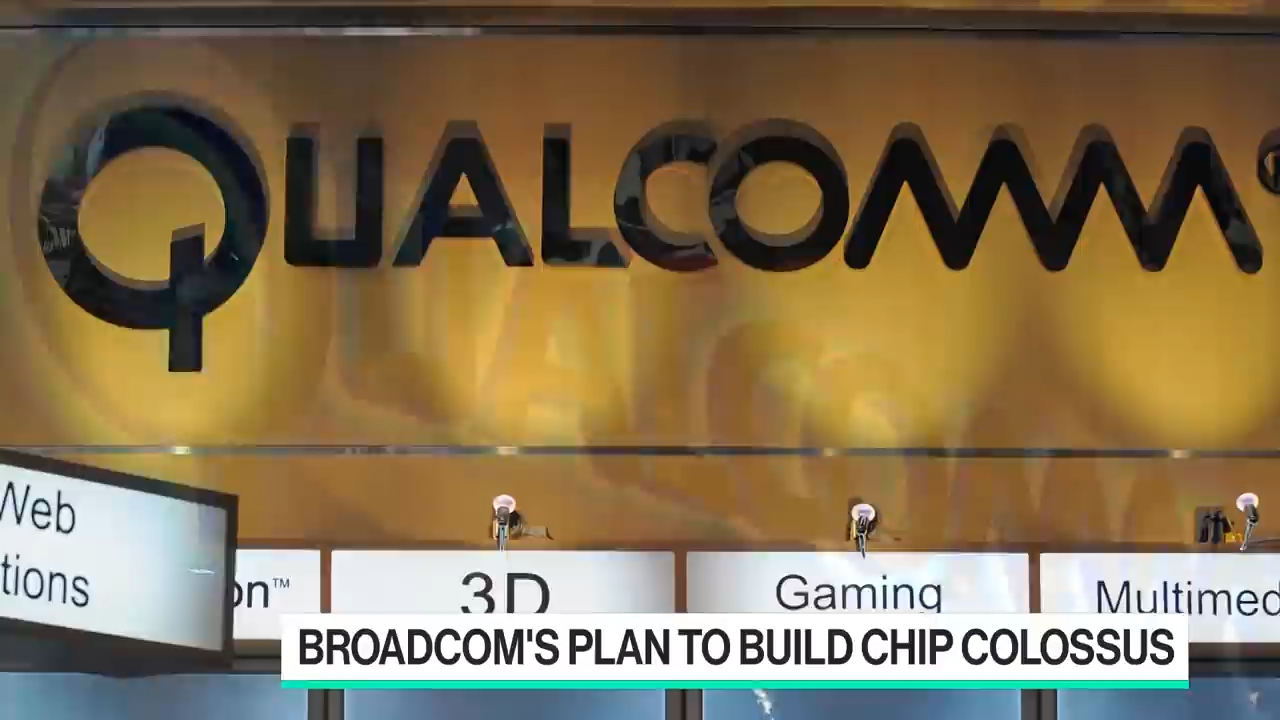 QUALCOMM
Web
tions
on™
3D
Gaming
Multimed
BROADCOM'S PLAN TO BUILD CHIP COLOSSUS